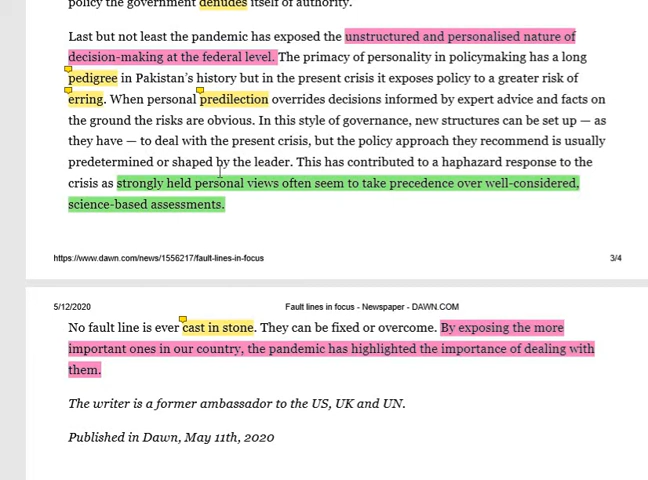 policy the government denudes itself of authority.
Last but not least the pandemic has exposed the unstructured and personalised nature of
decision-making at the federal level. The primacy of personality in policymaking has a long
pedigree in Pakistan's history but in the present crisis it exposes policy to a greater risk of
erring. When personal predilection overrides decisions informed by expert advice and facts on
the ground the risks are obvious. In this style of governance, new structures can be set up — as
they have — to deal with the present crisis, but the policy approach they recommend is usually
predetermined or shaped by the leader. This has contributed to a haphazard response to the
crisis as strongly held personal views often seem to take precedence over well-considered,
science-based assessments.
https://www.dawn.com/news/1556217/fault-lines-in-focus 3/4
5/12/2020 Fault lines in focus - Newspaper - DAWN.COM
No fault line is ever cast in stone. They can be fixed or overcome. By exposing the more
important ones in our country, the pandemic has highlighted the importance of dealing with
them.
The writer is a former ambassador to the US, UK and UN.
Published in Dawn, May 11th, 2020